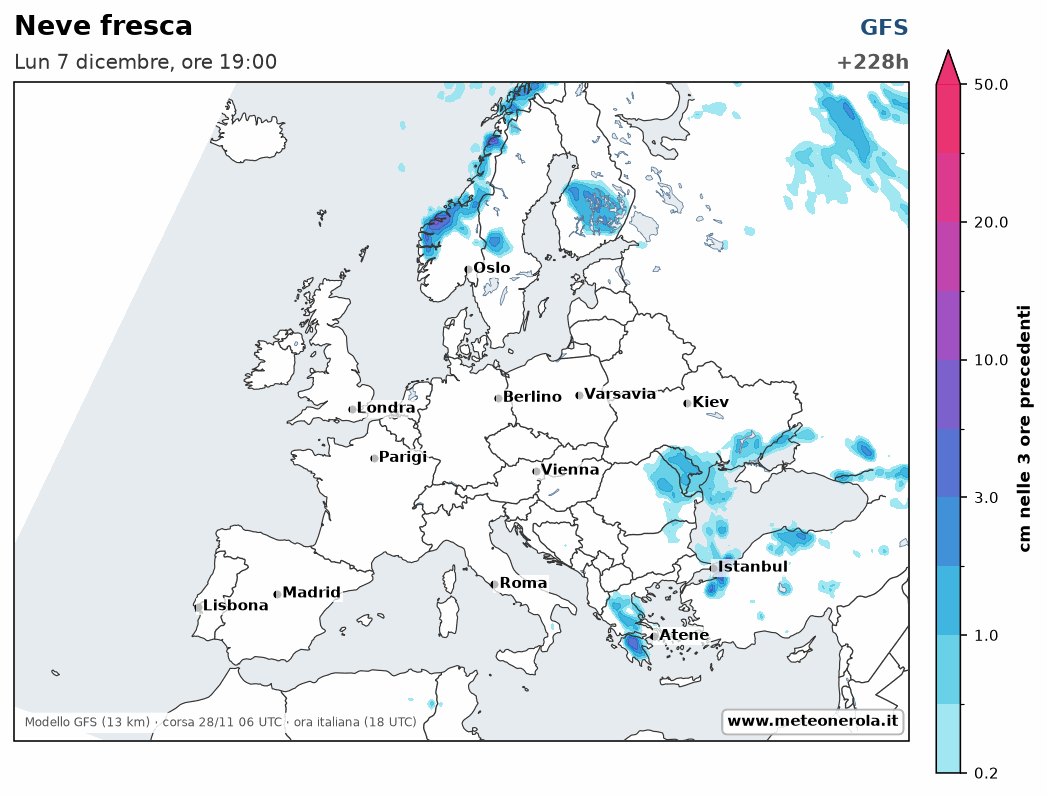 Neve fresca
GFS
Lun 7 dicembre, ore 19:00
+228h
50.0
20.0
10.0
3.0
1.0
0.2
cm nelle 3 ore precedenti
Oslo
Berlino
Varsavia
Kiev
Londra
Parigi
Vienna
Istanbul
Roma
Madrid
Lisbona
Atene
Modello GFS (13 km) · corsa 28/11 06 UTC · ora italiana (18 UTC)
www.meteonerola.it